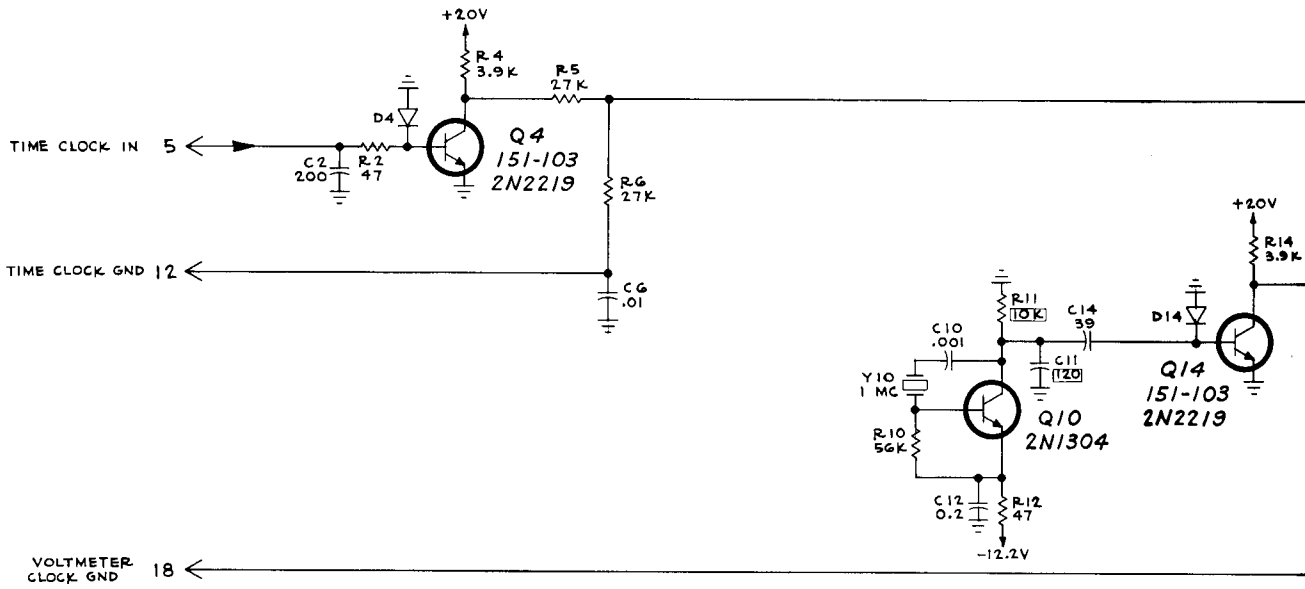 +20V
R4
3.9K
R5
27K
D4
TIME CLOCK IN 5
C2
200
R2
47
Q4
151-103
2N2219
R6
27K
TIME CLOCK GND 12
C6
.01
+20V
R14
3.9K
R11
10K
C14
39
D14
C10
.001
C11
120
Y10
1 MC
Q14
151-103
2N2219
Q10
2N1304
R10
56K
C12
0.2
R12
47
-12.2V
VOLTMETER
CLOCK GND 18